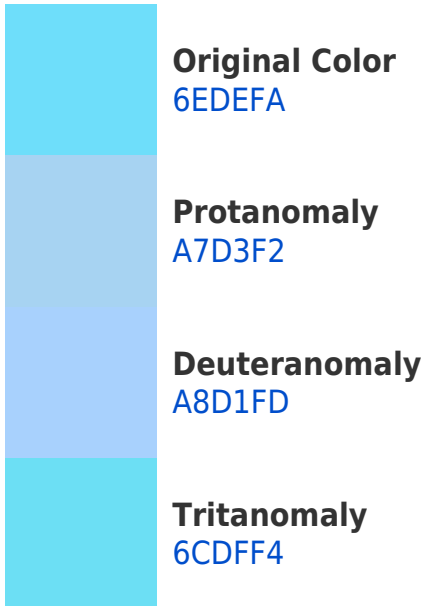 Original Color
6EDEFA
Protanomaly
A7D3F2
Deuteranomaly
A8D1FD
Tritanomaly
6CDFF4